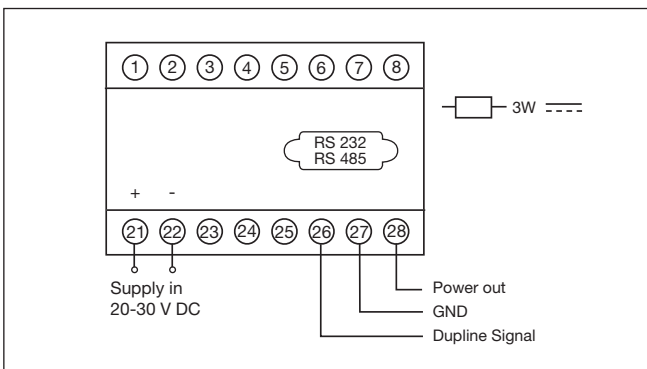 1 2 3 4 5 6 7 8
3W
RS 232
RS 485
+ -
21 22 23 24 25 26 27 28
Supply in
20-30 V DC
Power out
GND
Dupline Signal